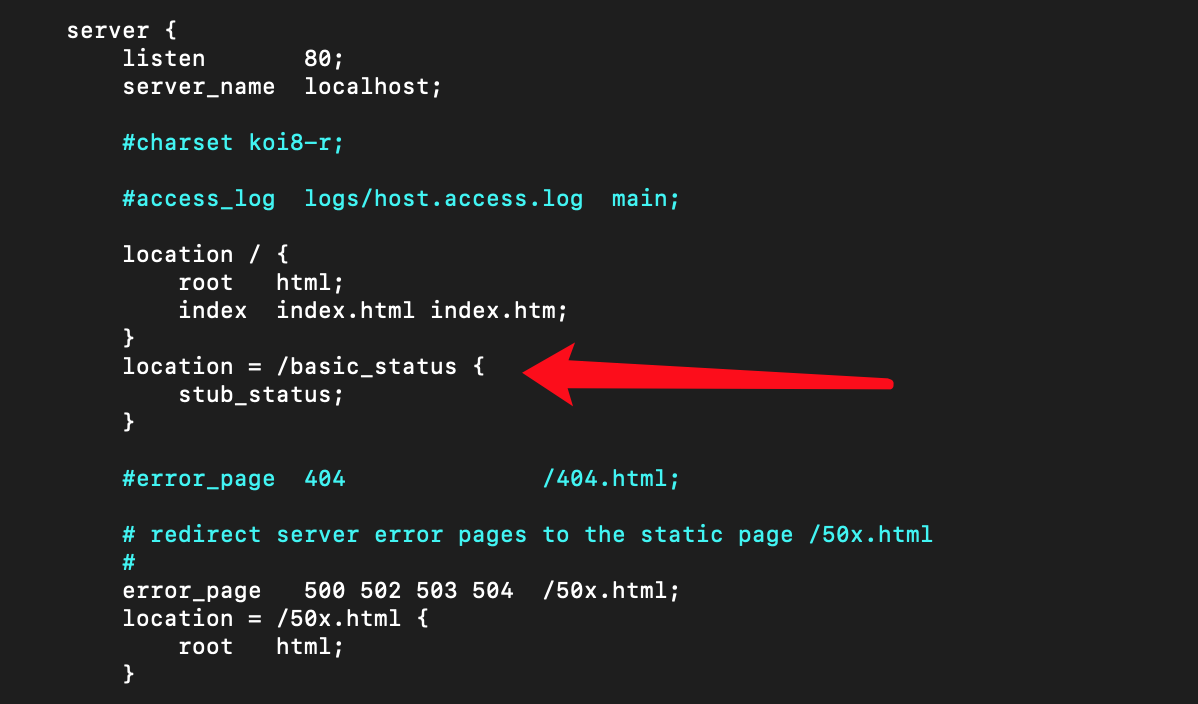 server {
    listen       80;
    server_name  localhost;
    #charset koi8-r;
    #access_log  logs/host.access.log  main;
    location / {
        root   html;
        index  index.html index.htm;
    }
    location = /basic_status {
        stub_status;
    }
    #error_page  404              /404.html;
    # redirect server error pages to the static page /50x.html
    #
    error_page   500 502 503 504  /50x.html;
    location = /50x.html {
        root   html;
    }